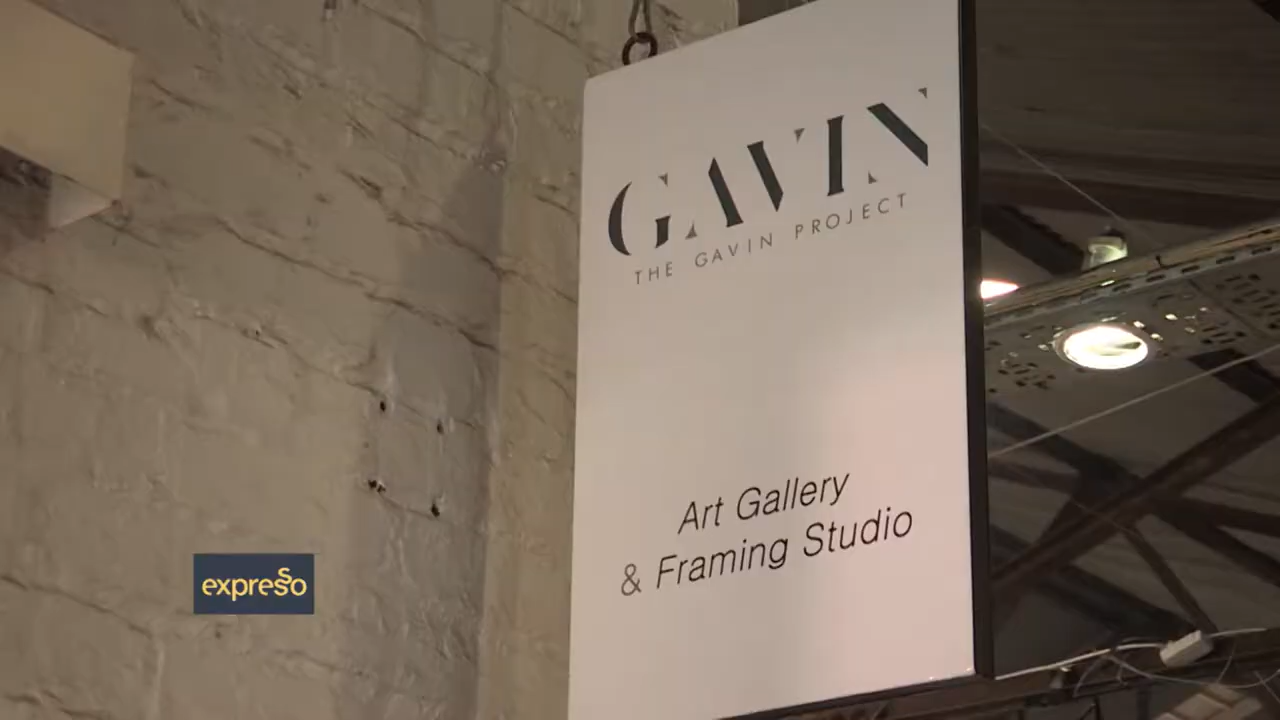 GAVIN
THE GAVIN PROJECT
Art Gallery
& Framing Studio
expresso